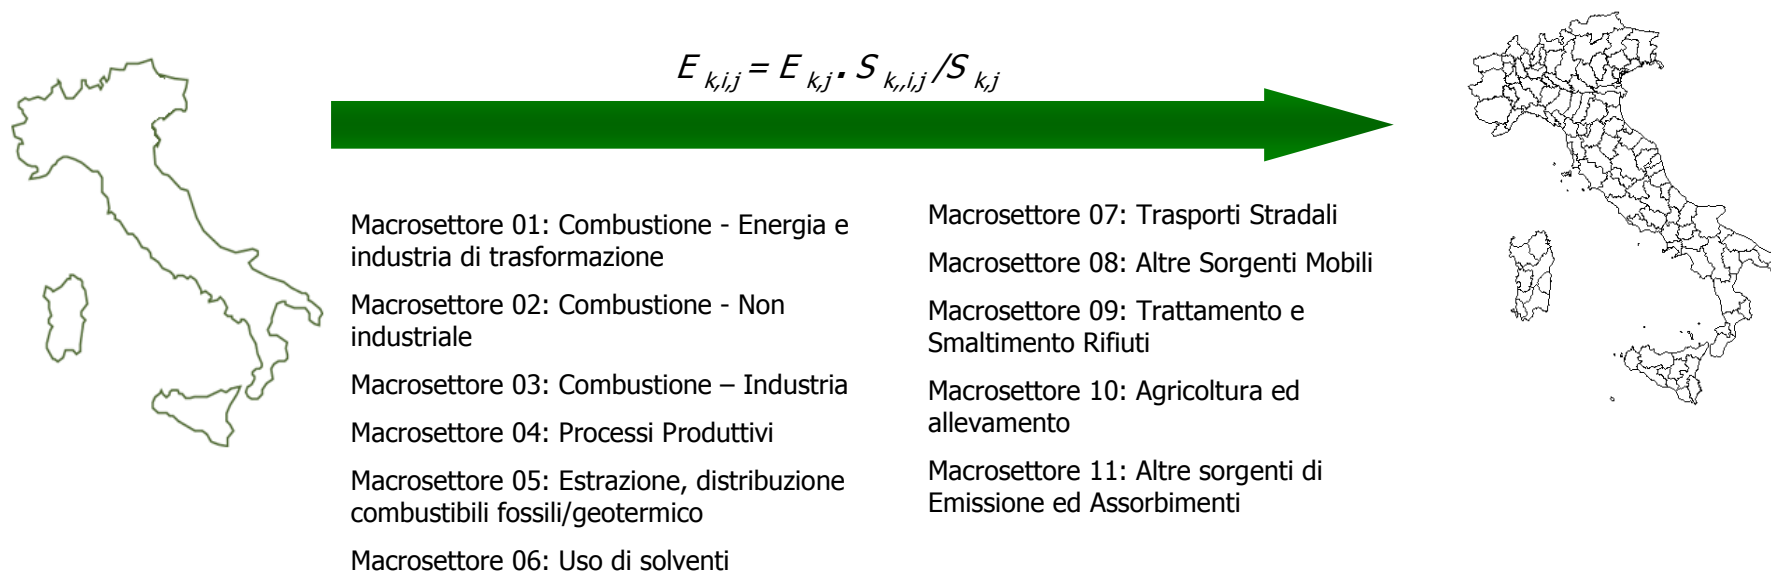 E k,i,j = E k,j . S k,,i,j /S k,j
Macrosettore 01: Combustione - Energia e
industria di trasformazione
Macrosettore 02: Combustione - Non
industriale
Macrosettore 03: Combustione – Industria
Macrosettore 04: Processi Produttivi
Macrosettore 05: Estrazione, distribuzione
combustibili fossili/geotermico
Macrosettore 06: Uso di solventi
Macrosettore 07: Trasporti Stradali
Macrosettore 08: Altre Sorgenti Mobili
Macrosettore 09: Trattamento e
Smaltimento Rifiuti
Macrosettore 10: Agricoltura ed
allevamento
Macrosettore 11: Altre sorgenti di
Emissione ed Assorbimenti